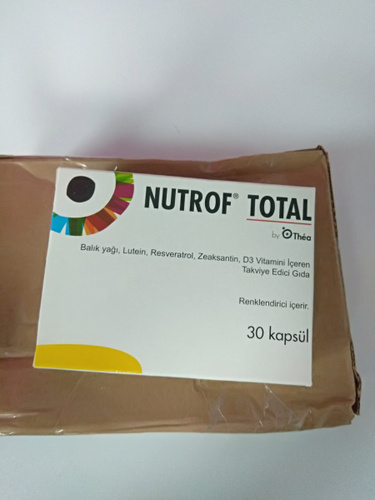 NUTROF® TOTAL
by Théa
Balık yağı, Lutein, Resveratrol, Zeaksantin, D3 Vitamini İçeren
Takviye Edici Gıda
Renklendirici içerir.
30 kapsül